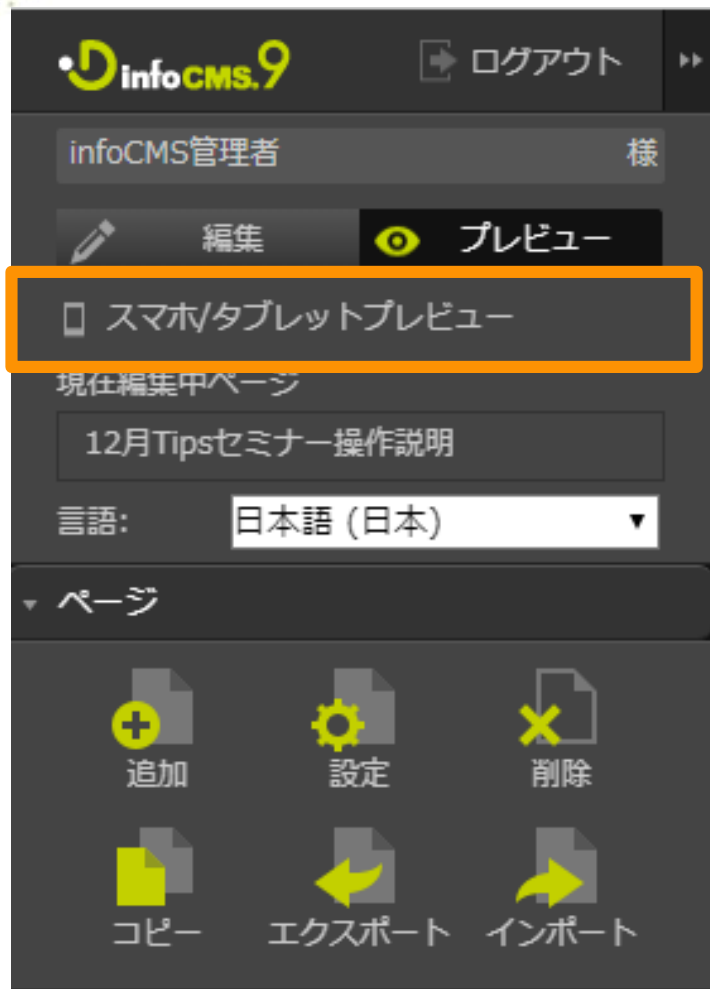 infoCMS.9 ログアウト
infoCMS管理者 様
編集 プレビュー
スマホ/タブレットプレビュー
現在編集中ページ
12月Tipsセミナー操作説明
言語: 日本語 (日本)
ページ
追加 設定 削除
コピー エクスポート インポート